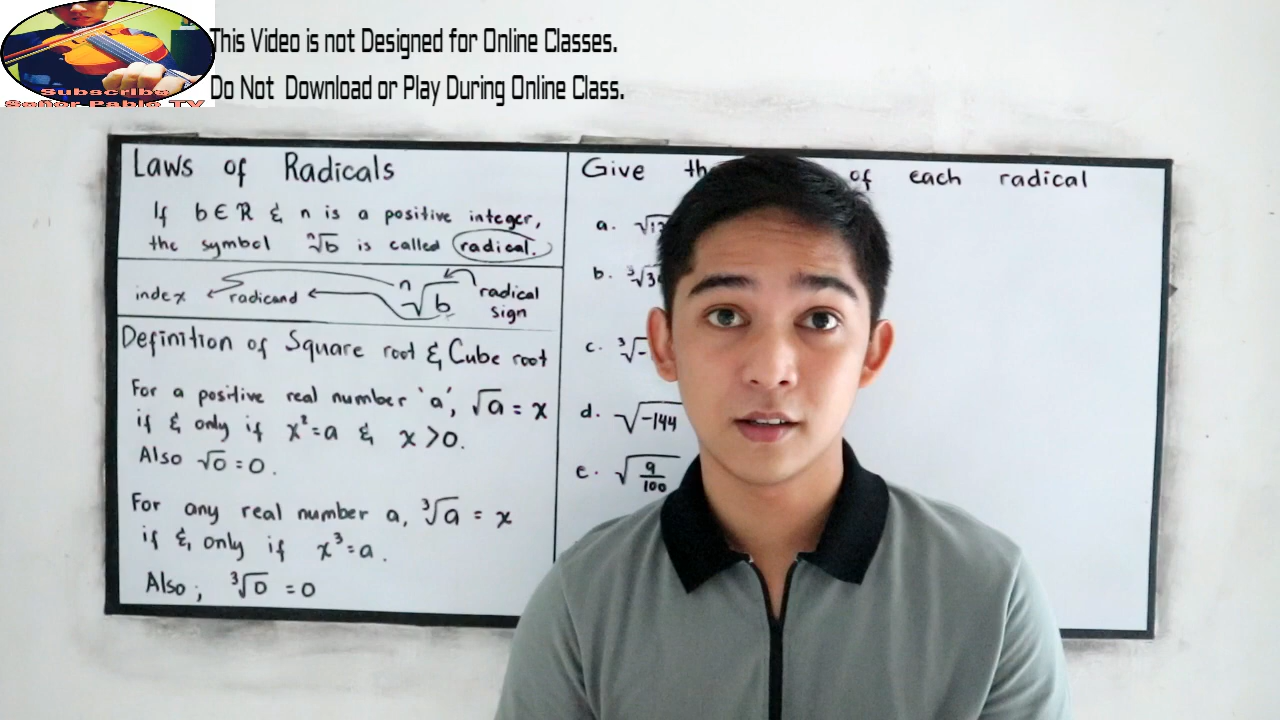 This Video is not Designed for Online Classes.
Do Not Download or Play During Online Class.
Subscribe
Señor Pablo TV
Laws of Radicals
If b ∈ ℝ & n is a positive integer,
the symbol ⁿ√b is called radical.
index radicand ⁿ√b radical
sign
Definition of Square root & Cube root
For a positive real number 'a', √a = x
if & only if x²=a & x>0.
Also √0=0.
For any real number a, ³√a = x
if & only if x³=a.
Also; ³√0 = 0
Give of each radical
a.
b.
c.
d. √-144
e. √9/100